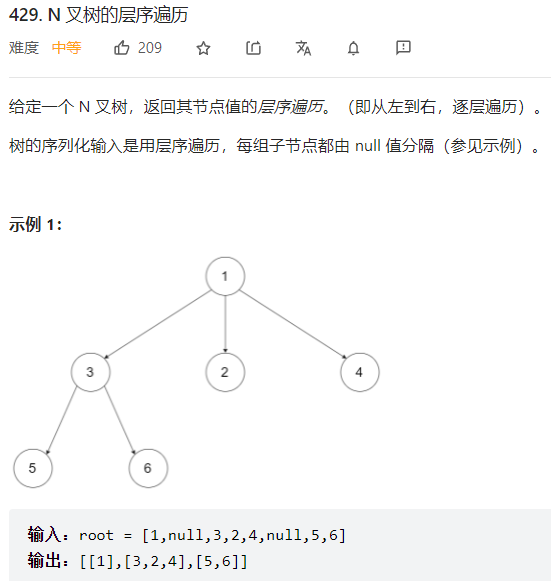 429. N 叉树的层序遍历
难度 中等 209
给定一个 N 叉树，返回其节点值的层序遍历。（即从左到右，逐层遍历）。
树的序列化输入是用层序遍历，每组子节点都由 null 值分隔（参见示例）。
示例 1：
1
3 2 4
5 6
输入：root = [1,null,3,2,4,null,5,6]
输出：[[1],[3,2,4],[5,6]]